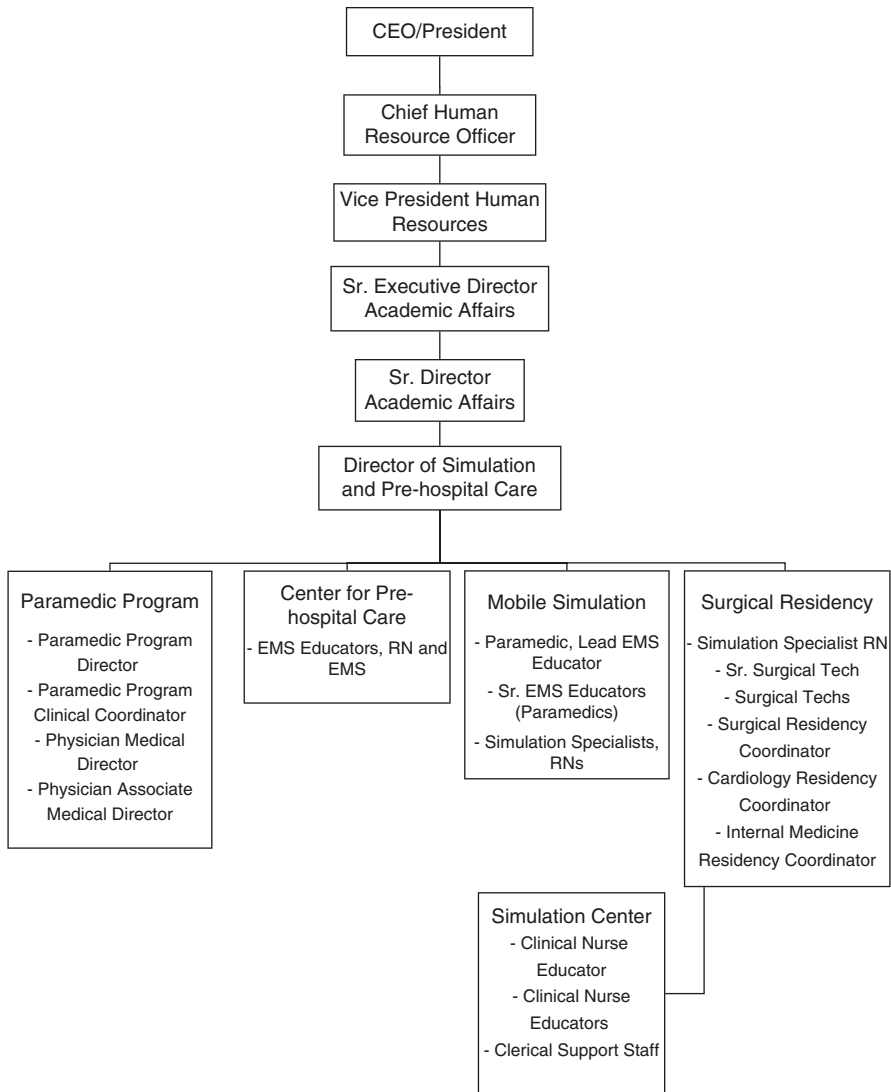 CEO/President
Chief Human
Resource Officer
Vice President Human
Resources
Sr. Executive Director
Academic Affairs
Sr. Director
Academic Affairs
Director of Simulation
and Pre-hospital Care
Paramedic Program
- Paramedic Program
Director
- Paramedic Program
Clinical Coordinator
- Physician Medical
Director
- Physician Associate
Medical Director
Center for Pre-
hospital Care
- EMS Educators, RN and
EMS
Mobile Simulation
- Paramedic, Lead EMS
Educator
- Sr. EMS Educators
(Paramedics)
- Simulation Specialists,
RNs
Surgical Residency
- Simulation Specialist RN
- Sr. Surgical Tech
- Surgical Techs
- Surgical Residency
Coordinator
- Cardiology Residency
Coordinator
- Internal Medicine
Residency Coordinator
Simulation Center
- Clinical Nurse
Educator
- Clinical Nurse
Educators
- Clerical Support Staff